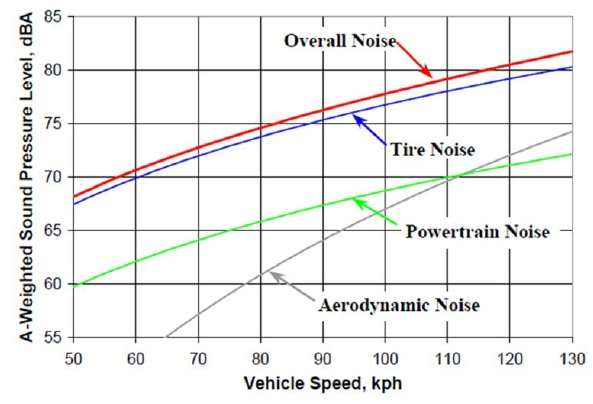 85
80
75
70
65
60
55
A-Weighted Sound Pressure Level, dBA
Overall Noise
Tire Noise
Powertrain Noise
Aerodynamic Noise
50 60 70 80 90 100 110 120 130
Vehicle Speed, kph